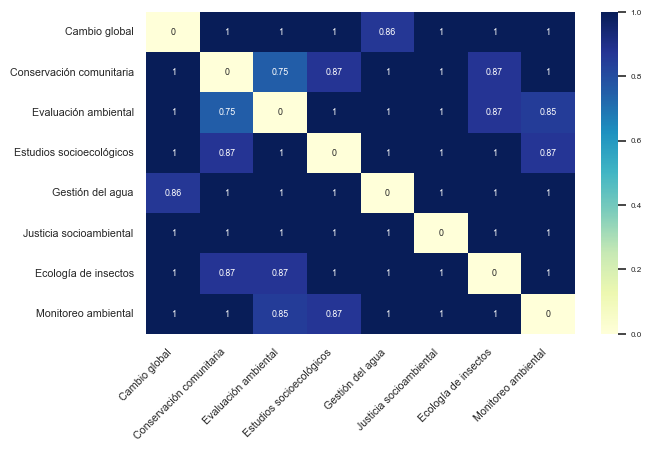 Cambio global 0 1 1 1 0.86 1 1 1
Conservación comunitaria 1 0 0.75 0.87 1 1 0.87 1
Evaluación ambiental 1 0.75 0 1 1 1 0.87 0.85
Estudios socioecológicos 1 0.87 1 0 1 1 1 0.87
Gestión del agua 0.86 1 1 1 0 1 1 1
Justicia socioambiental 1 1 1 1 1 0 1 1
Ecología de insectos 1 0.87 0.87 1 1 1 0 1
Monitoreo ambiental 1 1 0.85 0.87 1 1 1 0
Cambio global
Conservación comunitaria
Evaluación ambiental
Estudios socioecológicos
Gestión del agua
Justicia socioambiental
Ecología de insectos
Monitoreo ambiental
1.0
0.8
0.6
0.4
0.2
0.0